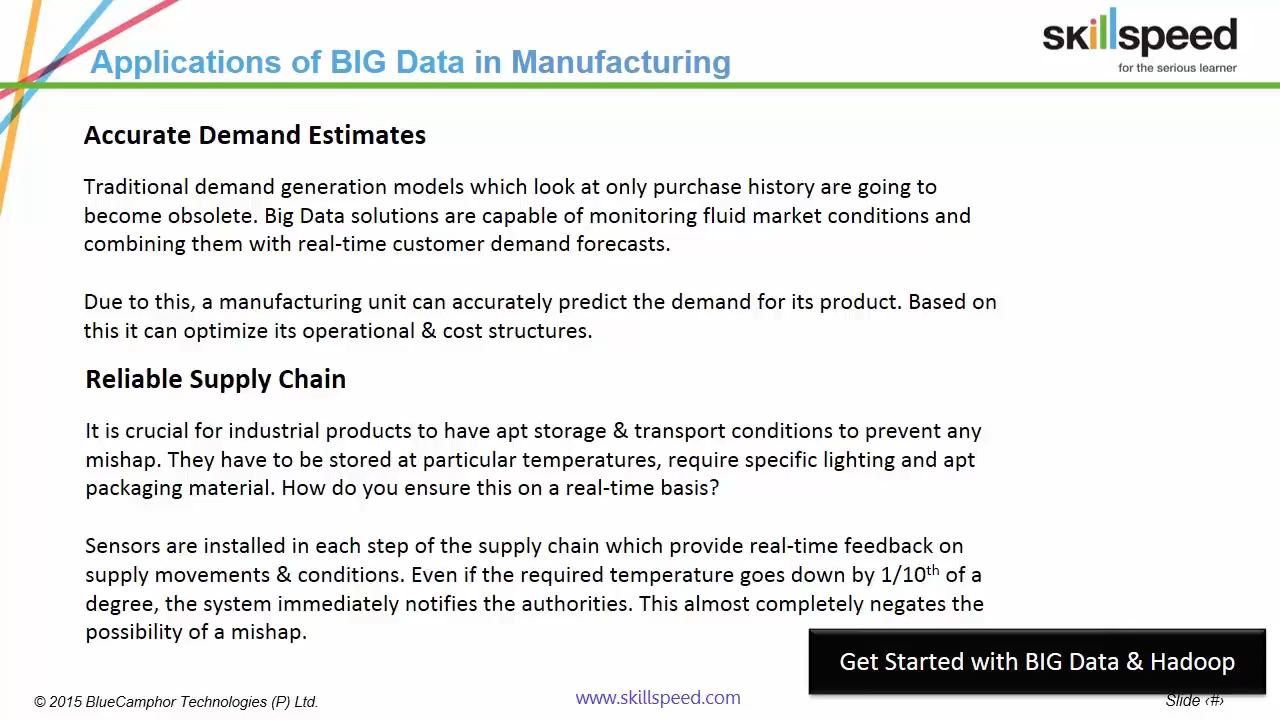 skillspeed
for the serious learner
Applications of BIG Data in Manufacturing
Accurate Demand Estimates
Traditional demand generation models which look at only purchase history are going to
become obsolete. Big Data solutions are capable of monitoring fluid market conditions and
combining them with real-time customer demand forecasts.
Due to this, a manufacturing unit can accurately predict the demand for its product. Based on
this it can optimize its operational & cost structures.
Reliable Supply Chain
It is crucial for industrial products to have apt storage & transport conditions to prevent any
mishap. They have to be stored at particular temperatures, require specific lighting and apt
packaging material. How do you ensure this on a real-time basis?
Sensors are installed in each step of the supply chain which provide real-time feedback on
supply movements & conditions. Even if the required temperature goes down by 1/10th of a
degree, the system immediately notifies the authorities. This almost completely negates the
possibility of a mishap.
Get Started with BIG Data & Hadoop
© 2015 BlueCamphor Technologies (P) Ltd.
www.skillspeed.com
Slide ‹#›